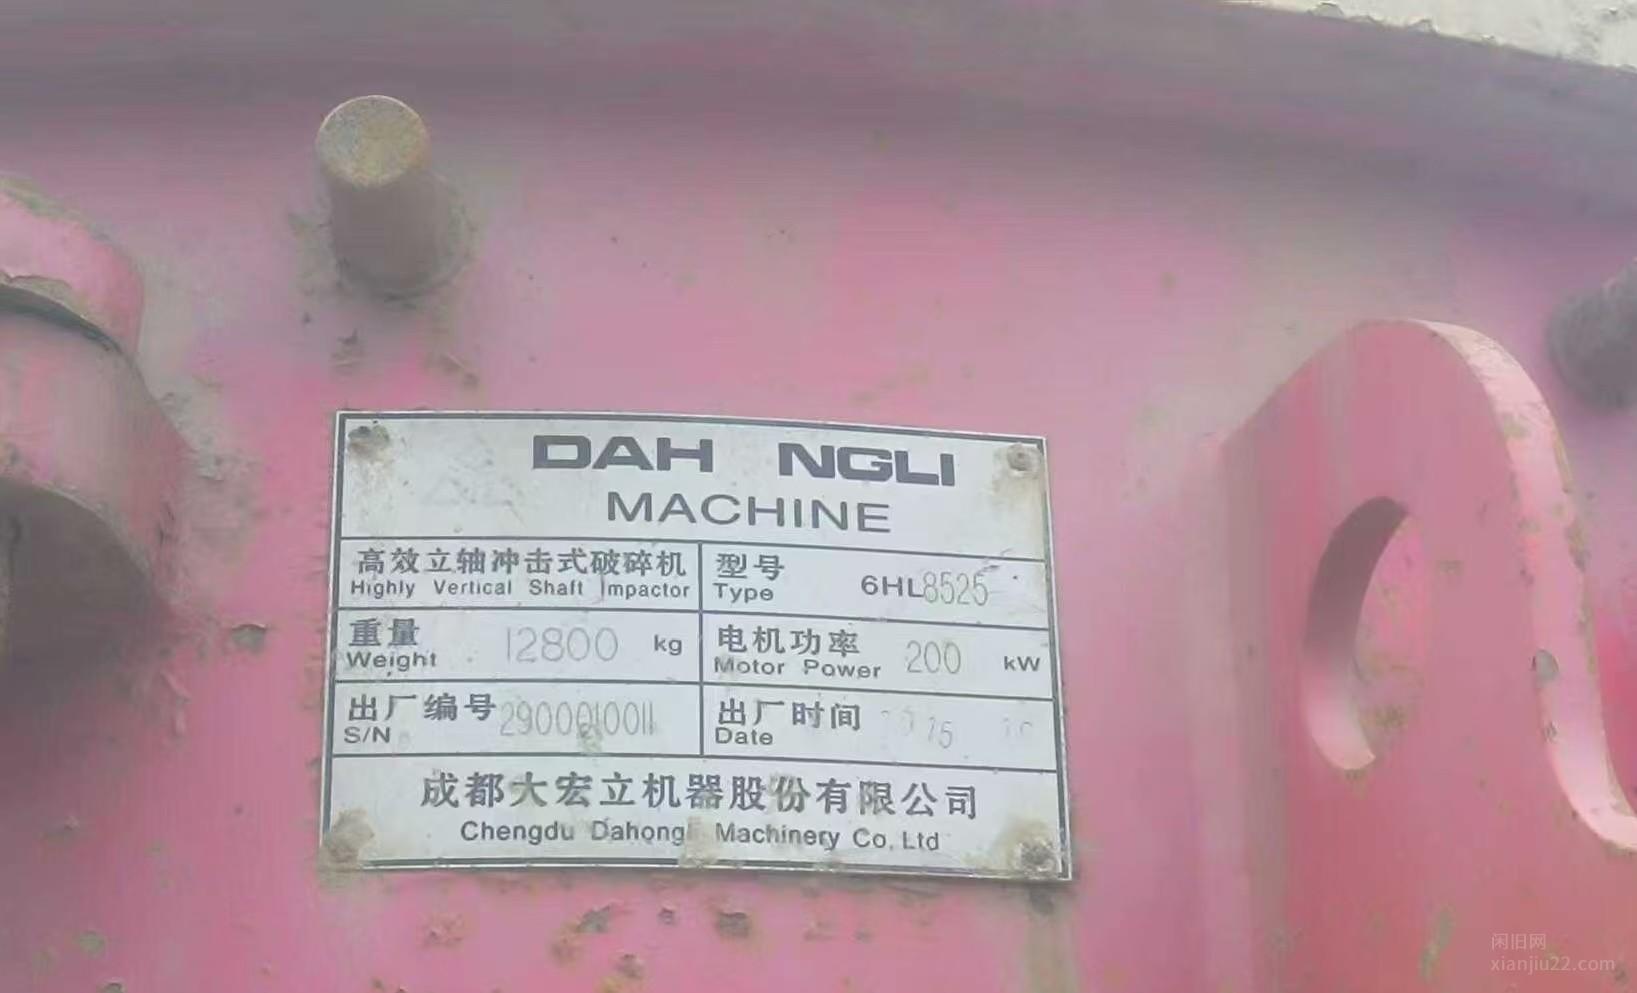 DAH NGLI
MACHINE
高效立轴冲击式破碎机 型号
Highly Vertical Shaft Impactor Type 6HL8525
重量 12800 kg 电机功率 200 kW
Weight Motor Power
出厂编号 出厂时间
S/N Date
成都大宏立机器股份有限公司
Chengdu Dahongli Machinery Co. Ltd
闲旧网
xianjiu22.com